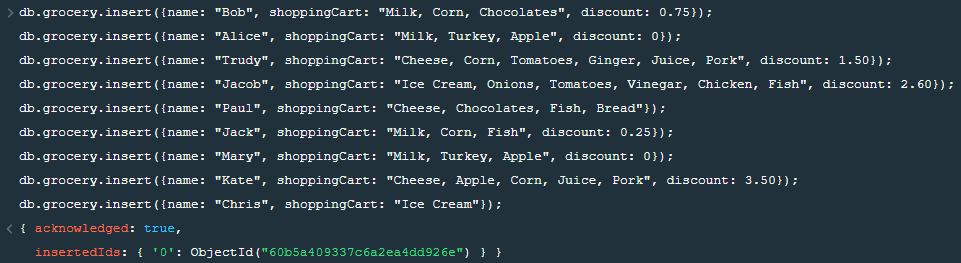 > db.grocery.insert({name: "Bob", shoppingCart: "Milk, Corn, Chocolates", discount: 0.75});
db.grocery.insert({name: "Alice", shoppingCart: "Milk, Turkey, Apple", discount: 0});
db.grocery.insert({name: "Trudy", shoppingCart: "Cheese, Corn, Tomatoes, Ginger, Juice, Pork", discount: 1.50});
db.grocery.insert({name: "Jacob", shoppingCart: "Ice Cream, Onions, Tomatoes, Vinegar, Chicken, Fish", discount: 2.60});
db.grocery.insert({name: "Paul", shoppingCart: "Cheese, Chocolates, Fish, Bread"});
db.grocery.insert({name: "Jack", shoppingCart: "Milk, Corn, Fish", discount: 0.25});
db.grocery.insert({name: "Mary", shoppingCart: "Milk, Turkey, Apple", discount: 0});
db.grocery.insert({name: "Kate", shoppingCart: "Cheese, Apple, Corn, Juice, Pork", discount: 3.50});
db.grocery.insert({name: "Chris", shoppingCart: "Ice Cream"});
< { acknowledged: true,
insertedIds: { '0': ObjectId("60b5a409337c6a2ea4dd926e") } }